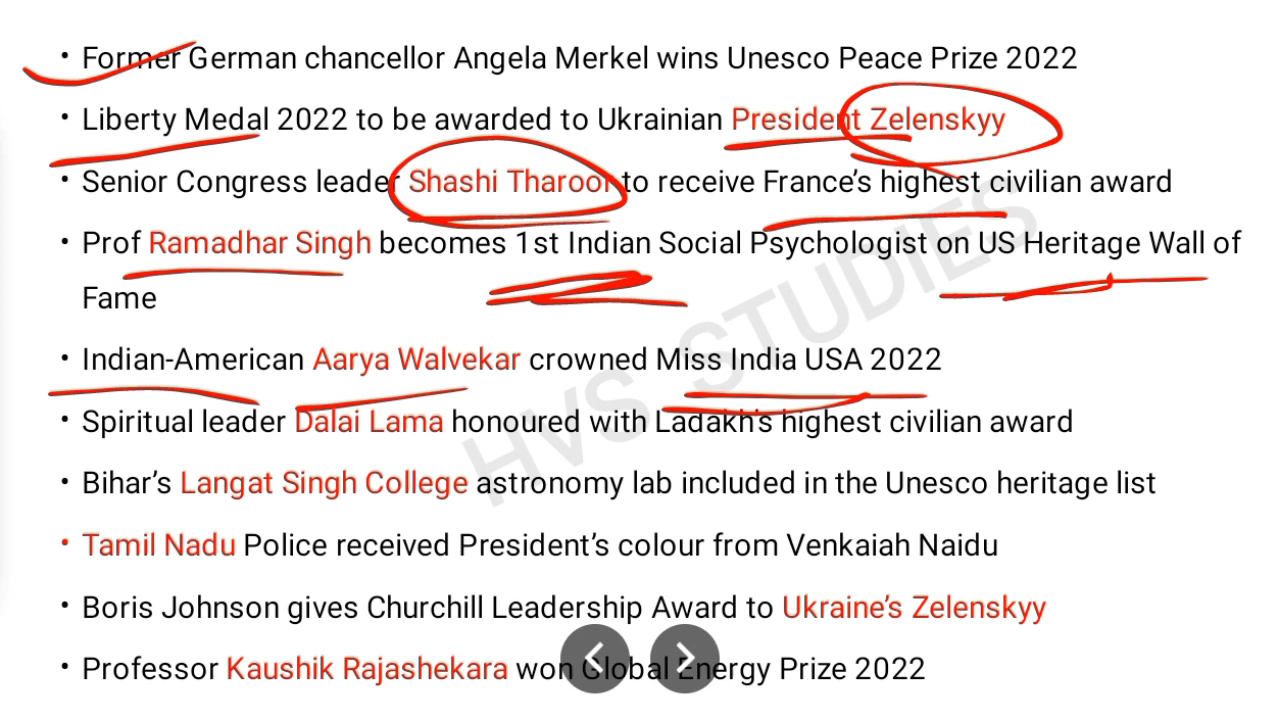 • Former German chancellor Angela Merkel wins Unesco Peace Prize 2022
• Liberty Medal 2022 to be awarded to Ukrainian President Zelenskyy
• Senior Congress leader Shashi Tharoor to receive France's highest civilian award
• Prof Ramadhar Singh becomes 1st Indian Social Psychologist on US Heritage Wall of
Fame
• Indian-American Aarya Walvekar crowned Miss India USA 2022
• Spiritual leader Dalai Lama honoured with Ladakh's highest civilian award
• Bihar's Langat Singh College astronomy lab included in the Unesco heritage list
• Tamil Nadu Police received President's colour from Venkaiah Naidu
• Boris Johnson gives Churchill Leadership Award to Ukraine's Zelenskyy
• Professor Kaushik Rajashekara won Global Energy Prize 2022
HVS STUDIES